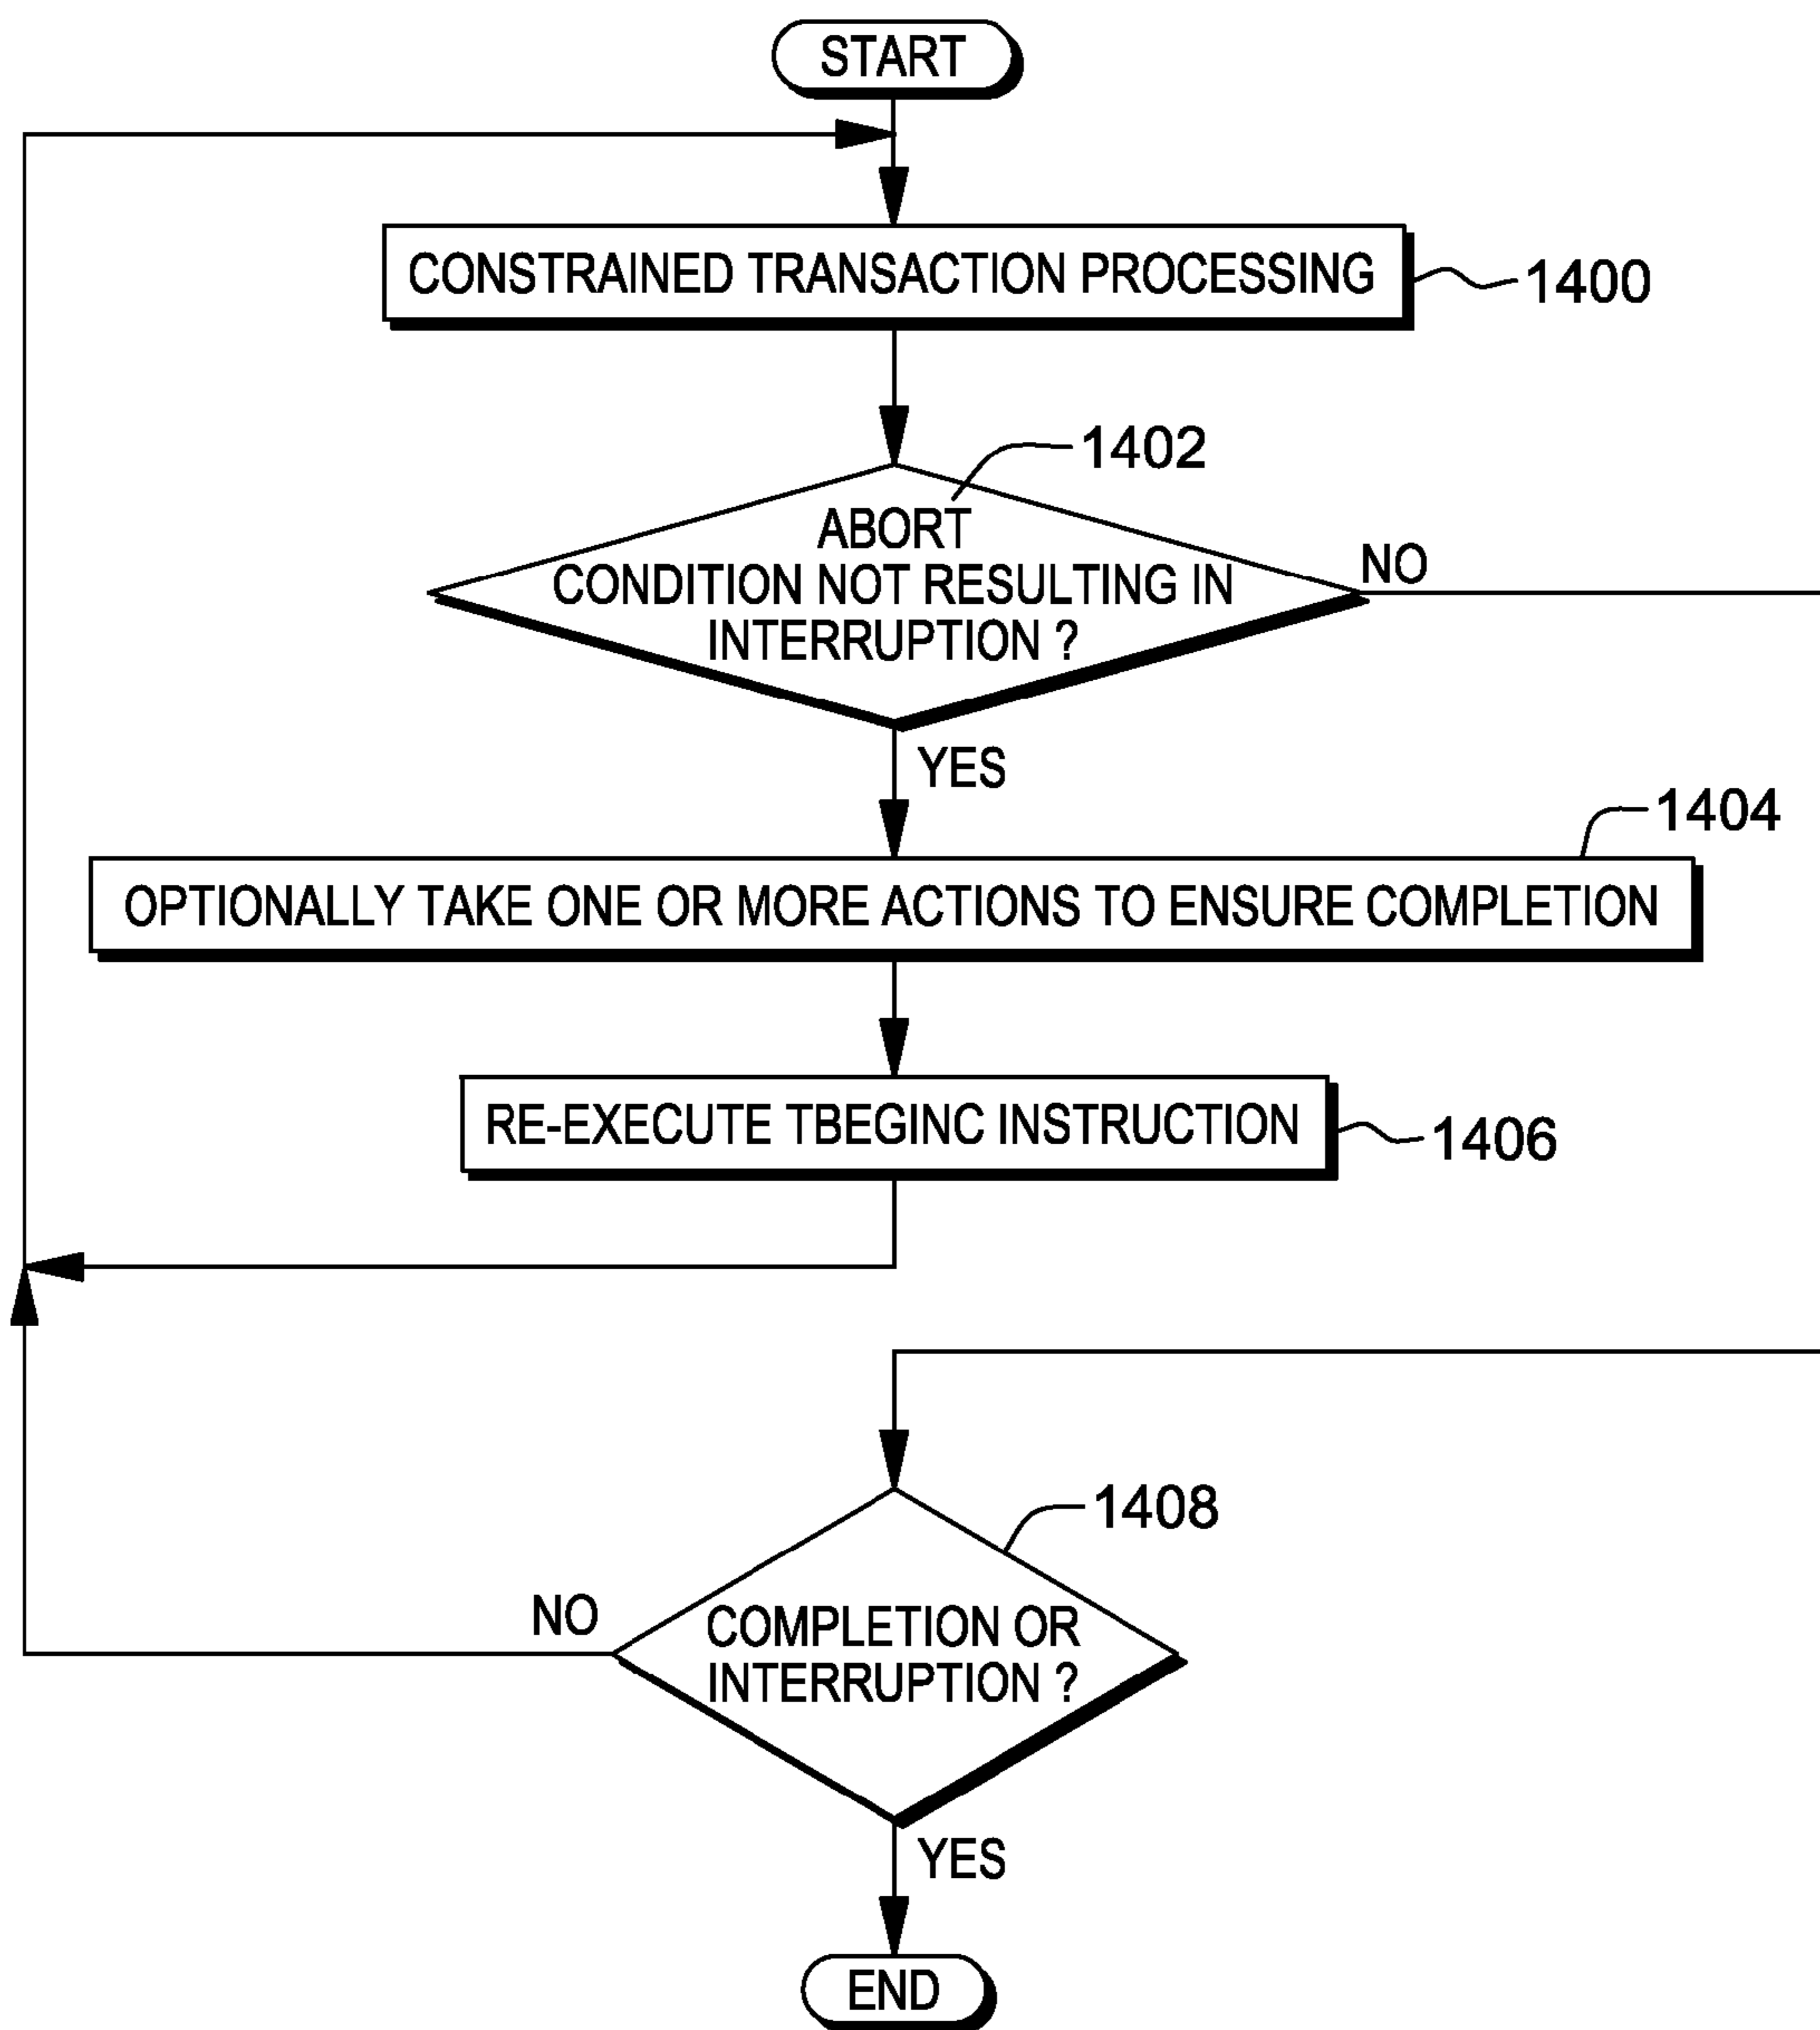 START
CONSTRAINED TRANSACTION PROCESSING
1400
1402
ABORT
CONDITION NOT RESULTING IN
INTERRUPTION ?
NO
YES
1404
OPTIONALLY TAKE ONE OR MORE ACTIONS TO ENSURE COMPLETION
RE-EXECUTE TBEGINC INSTRUCTION
1406
1408
COMPLETION OR
INTERRUPTION ?
NO
YES
END